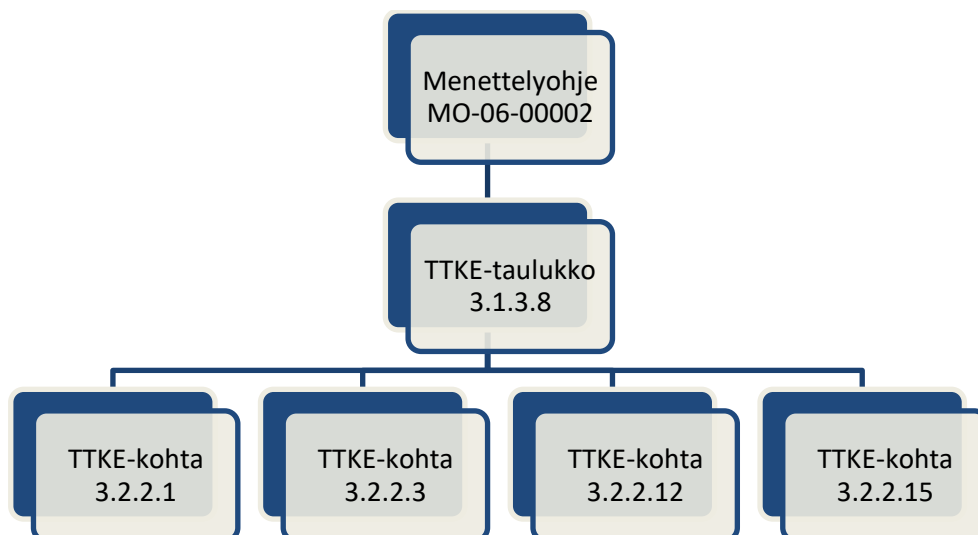 Menettelyohje
MO-06-00002
TTKE-taulukko
3.1.3.8
TTKE-kohta
3.2.2.1
TTKE-kohta
3.2.2.3
TTKE-kohta
3.2.2.12
TTKE-kohta
3.2.2.15